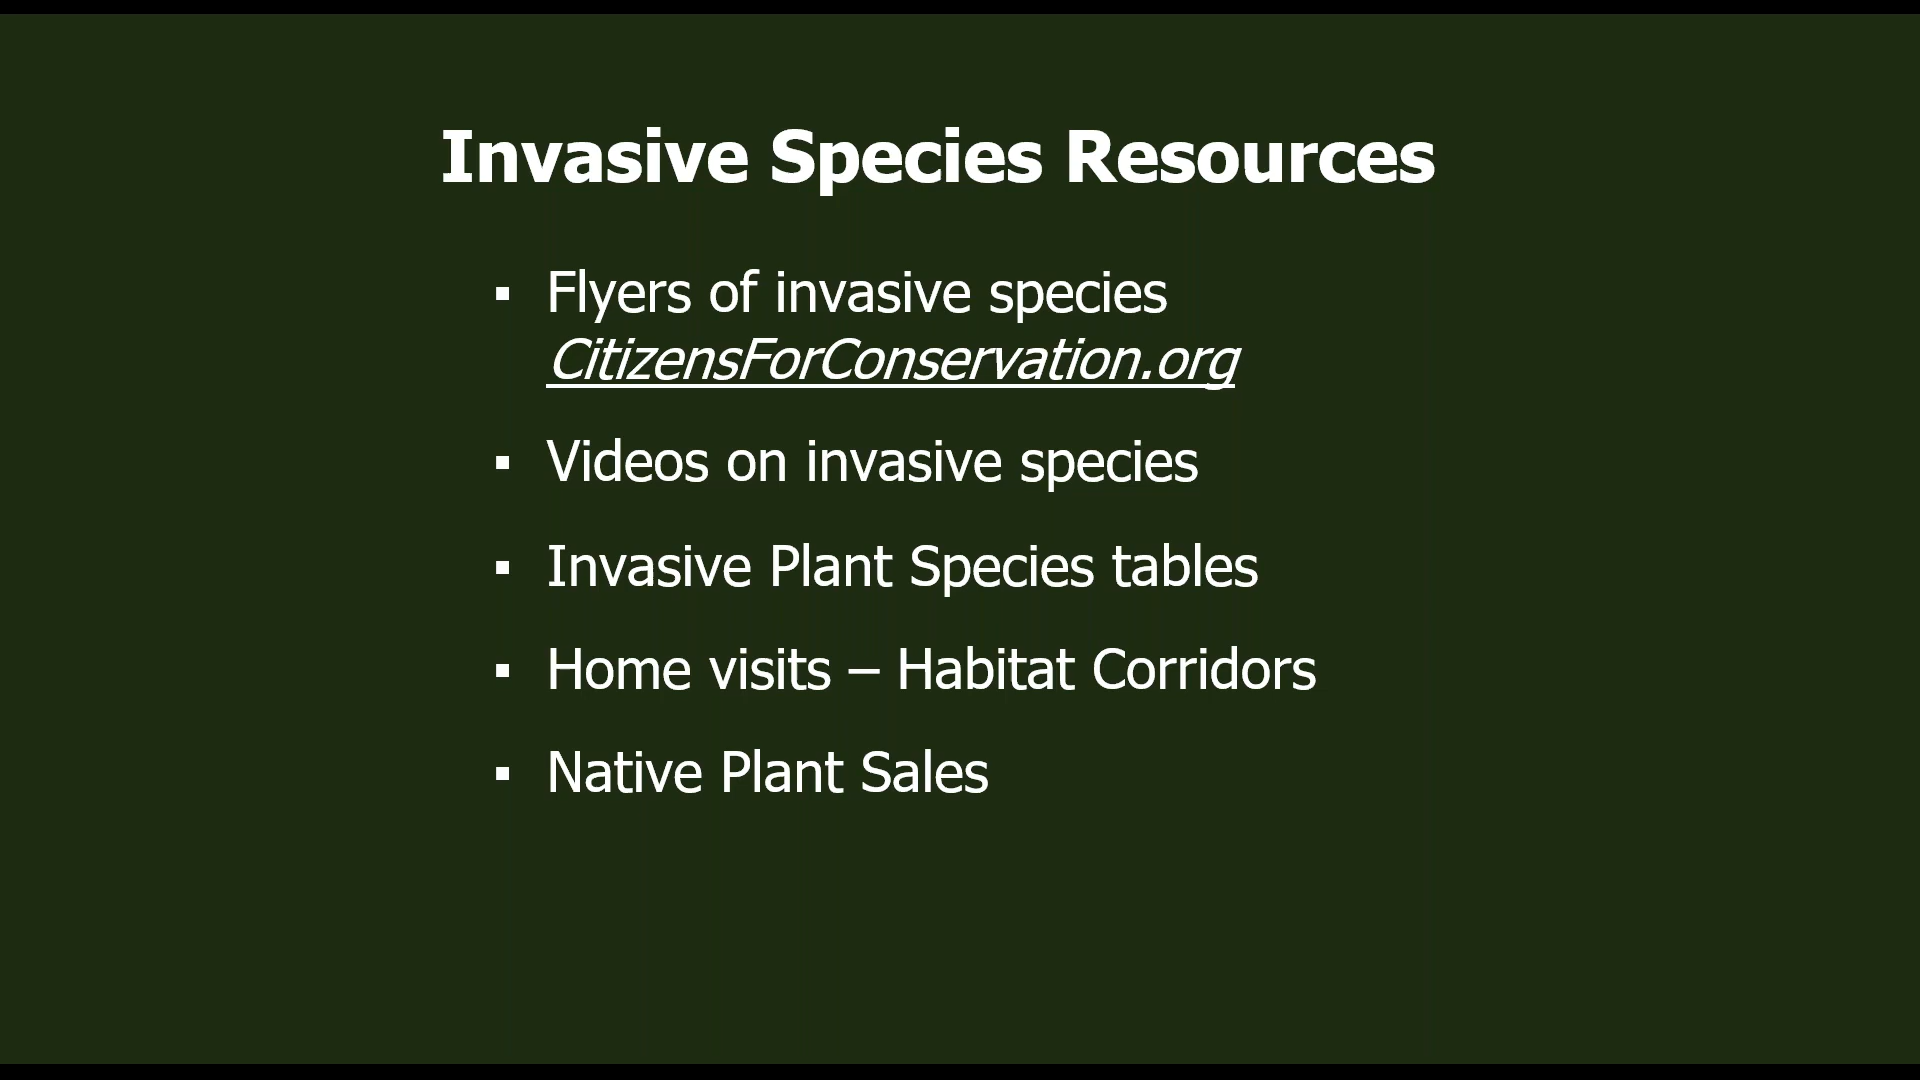 Invasive Species Resources
▪ Flyers of invasive species
CitizensForConservation.org
▪ Videos on invasive species
▪ Invasive Plant Species tables
▪ Home visits – Habitat Corridors
▪ Native Plant Sales